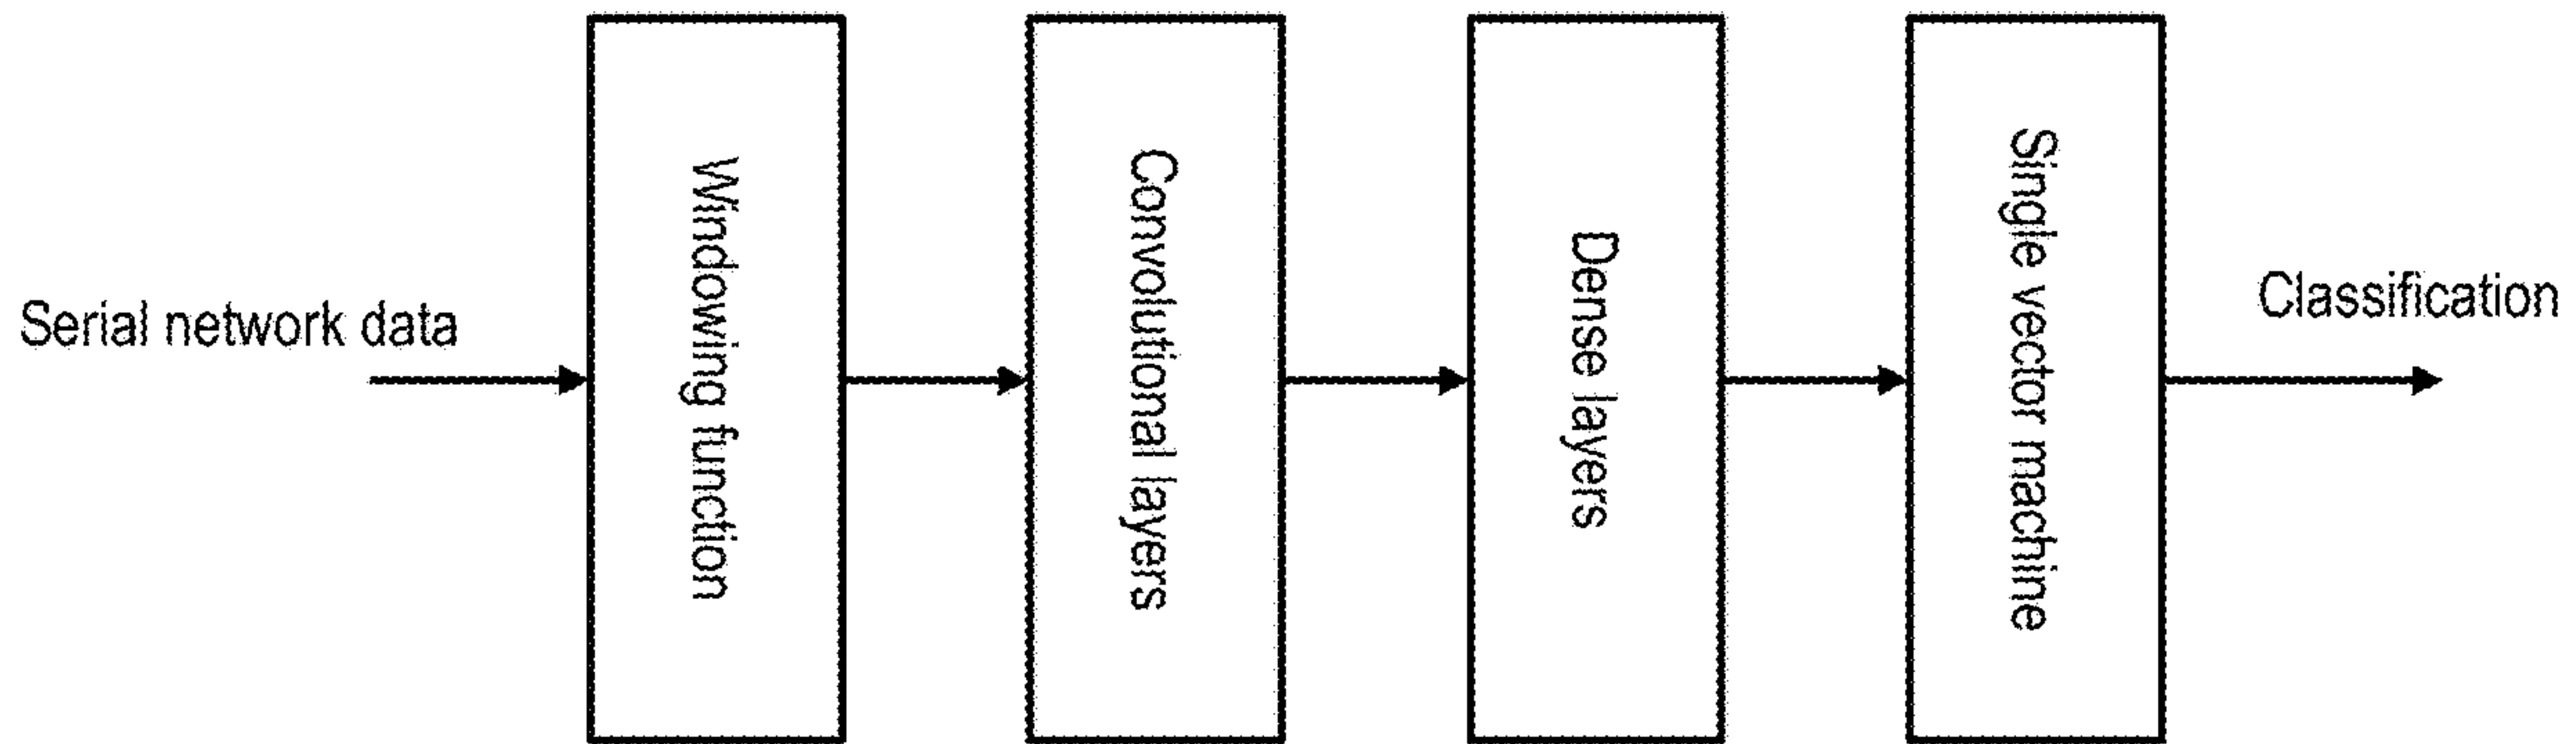 Serial network data
Windowing function
Convolutional layers
Dense layers
Single vector machine
Classification